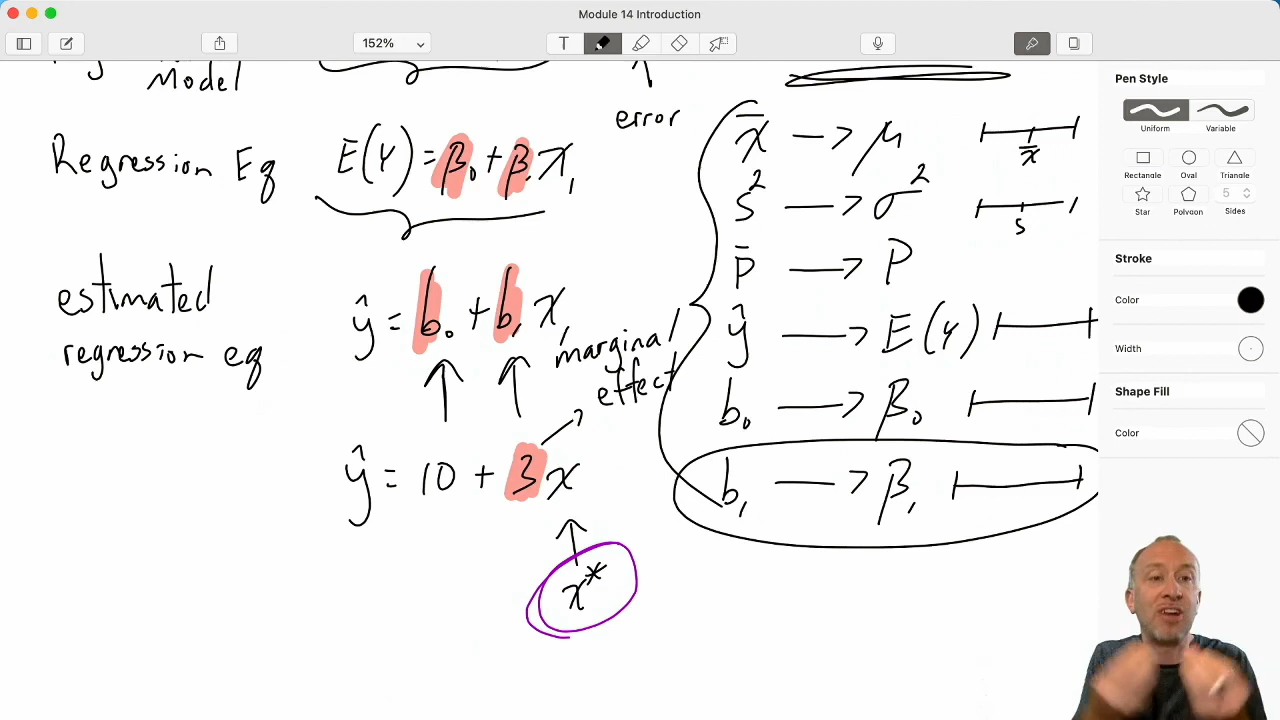 Module 14 Introduction
152%
T
Model
error
Regression Eq E(Y) = β₀ + β₁x₁
estimated regression eq
ŷ = b₀ + b₁x₁
marginal effect
ŷ = 10 + 3x
x*
x̄ → μ x̄
s² → σ² s
p̄ → P
ŷ → E(Y)
b₀ → β₀
b₁ → β₁
Pen Style
Uniform Variable
Rectangle Oval Triangle
5
Star Polygon Sides
Stroke
Color
Width
Shape Fill
Color